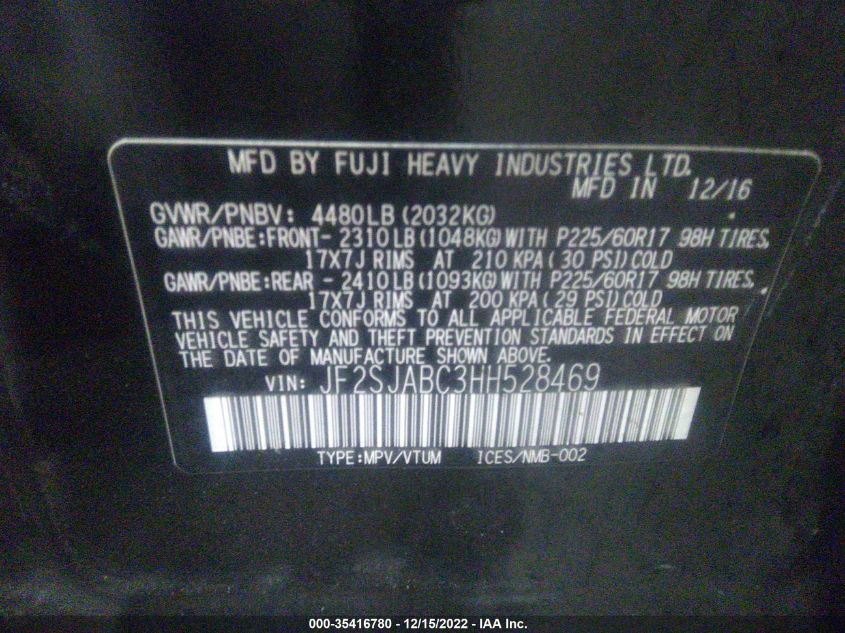 MFD BY FUJI HEAVY INDUSTRIES LTD.
MFD IN 12/16
GVWR/PNBV: 4480LB (2032KG)
GAWR/PNBE:FRONT- 2310LB (1048KG) WITH P225/60R17 98H TIRES,
17X7J RIMS AT 210 KPA (30 PSI) COLD
GAWR/PNBE:REAR - 2410LB (1093KG) WITH P225/60R17 98H TIRES,
17X7J RIMS AT 200 KPA (29 PSI) COLD
THIS VEHICLE CONFORMS TO ALL APPLICABLE FEDERAL MOTOR
VEHICLE SAFETY AND THEFT PREVENTION STANDARDS IN EFFECT ON
THE DATE OF MANUFACTURE SHOWN ABOVE.
VIN: JF2SJABC3HH528469
TYPE:MPV/VTUM ICES/NMB-002
000-35416780 - 12/15/2022 - IAA Inc.